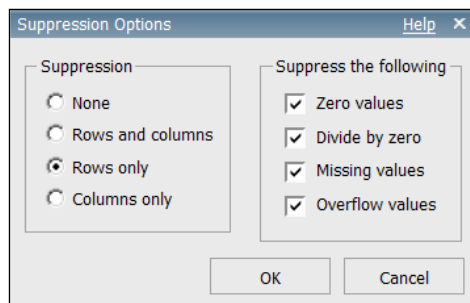 Suppression Options Help ×
Suppression
None
Rows and columns
Rows only
Columns only
Suppress the following
Zero values
Divide by zero
Missing values
Overflow values
OK Cancel